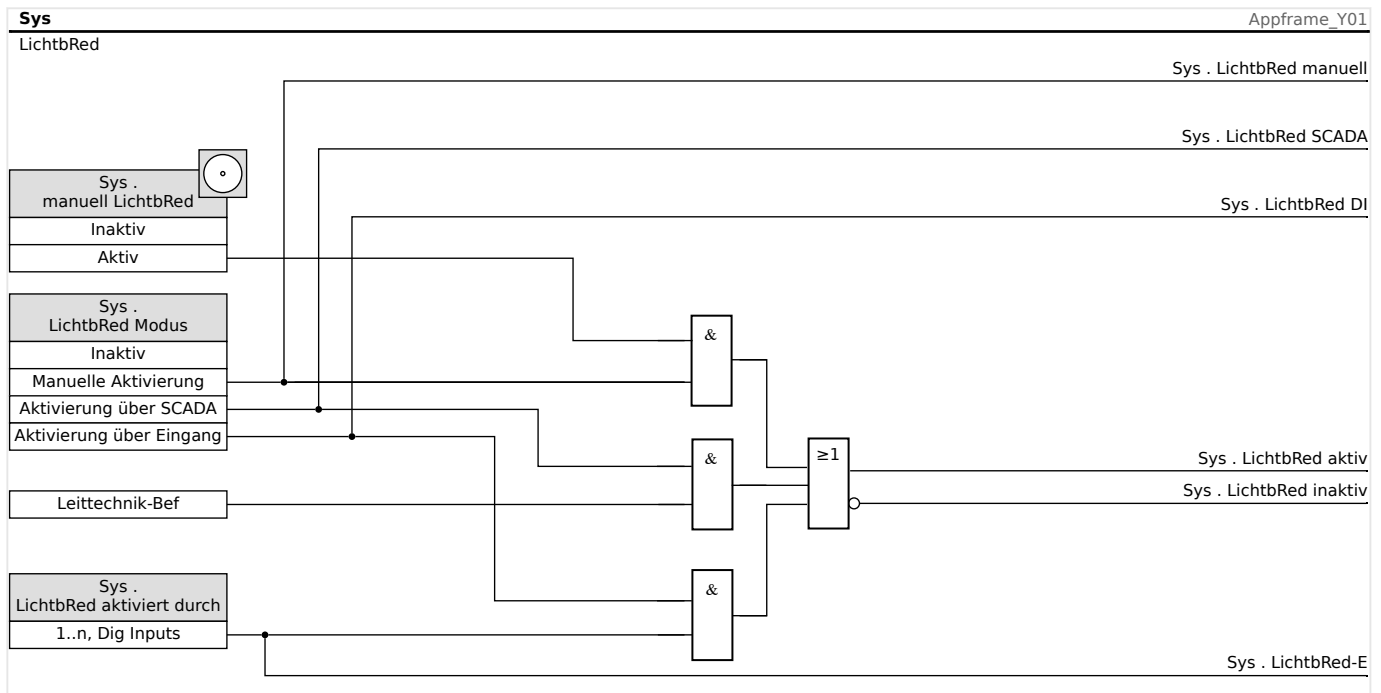 Sys
Appframe_Y01
LichtbRed
Sys . LichtbRed manuell
Sys . LichtbRed SCADA
Sys . LichtbRed DI
Sys .
manuell LichtbRed
Inaktiv
Aktiv
Sys .
LichtbRed Modus
Inaktiv
Manuelle Aktivierung
Aktivierung über SCADA
Aktivierung über Eingang
Leittechnik-Bef
Sys .
LichtbRed aktiviert durch
1..n, Dig Inputs
&
&
&
≥1
Sys . LichtbRed aktiv
Sys . LichtbRed inaktiv
Sys . LichtbRed-E